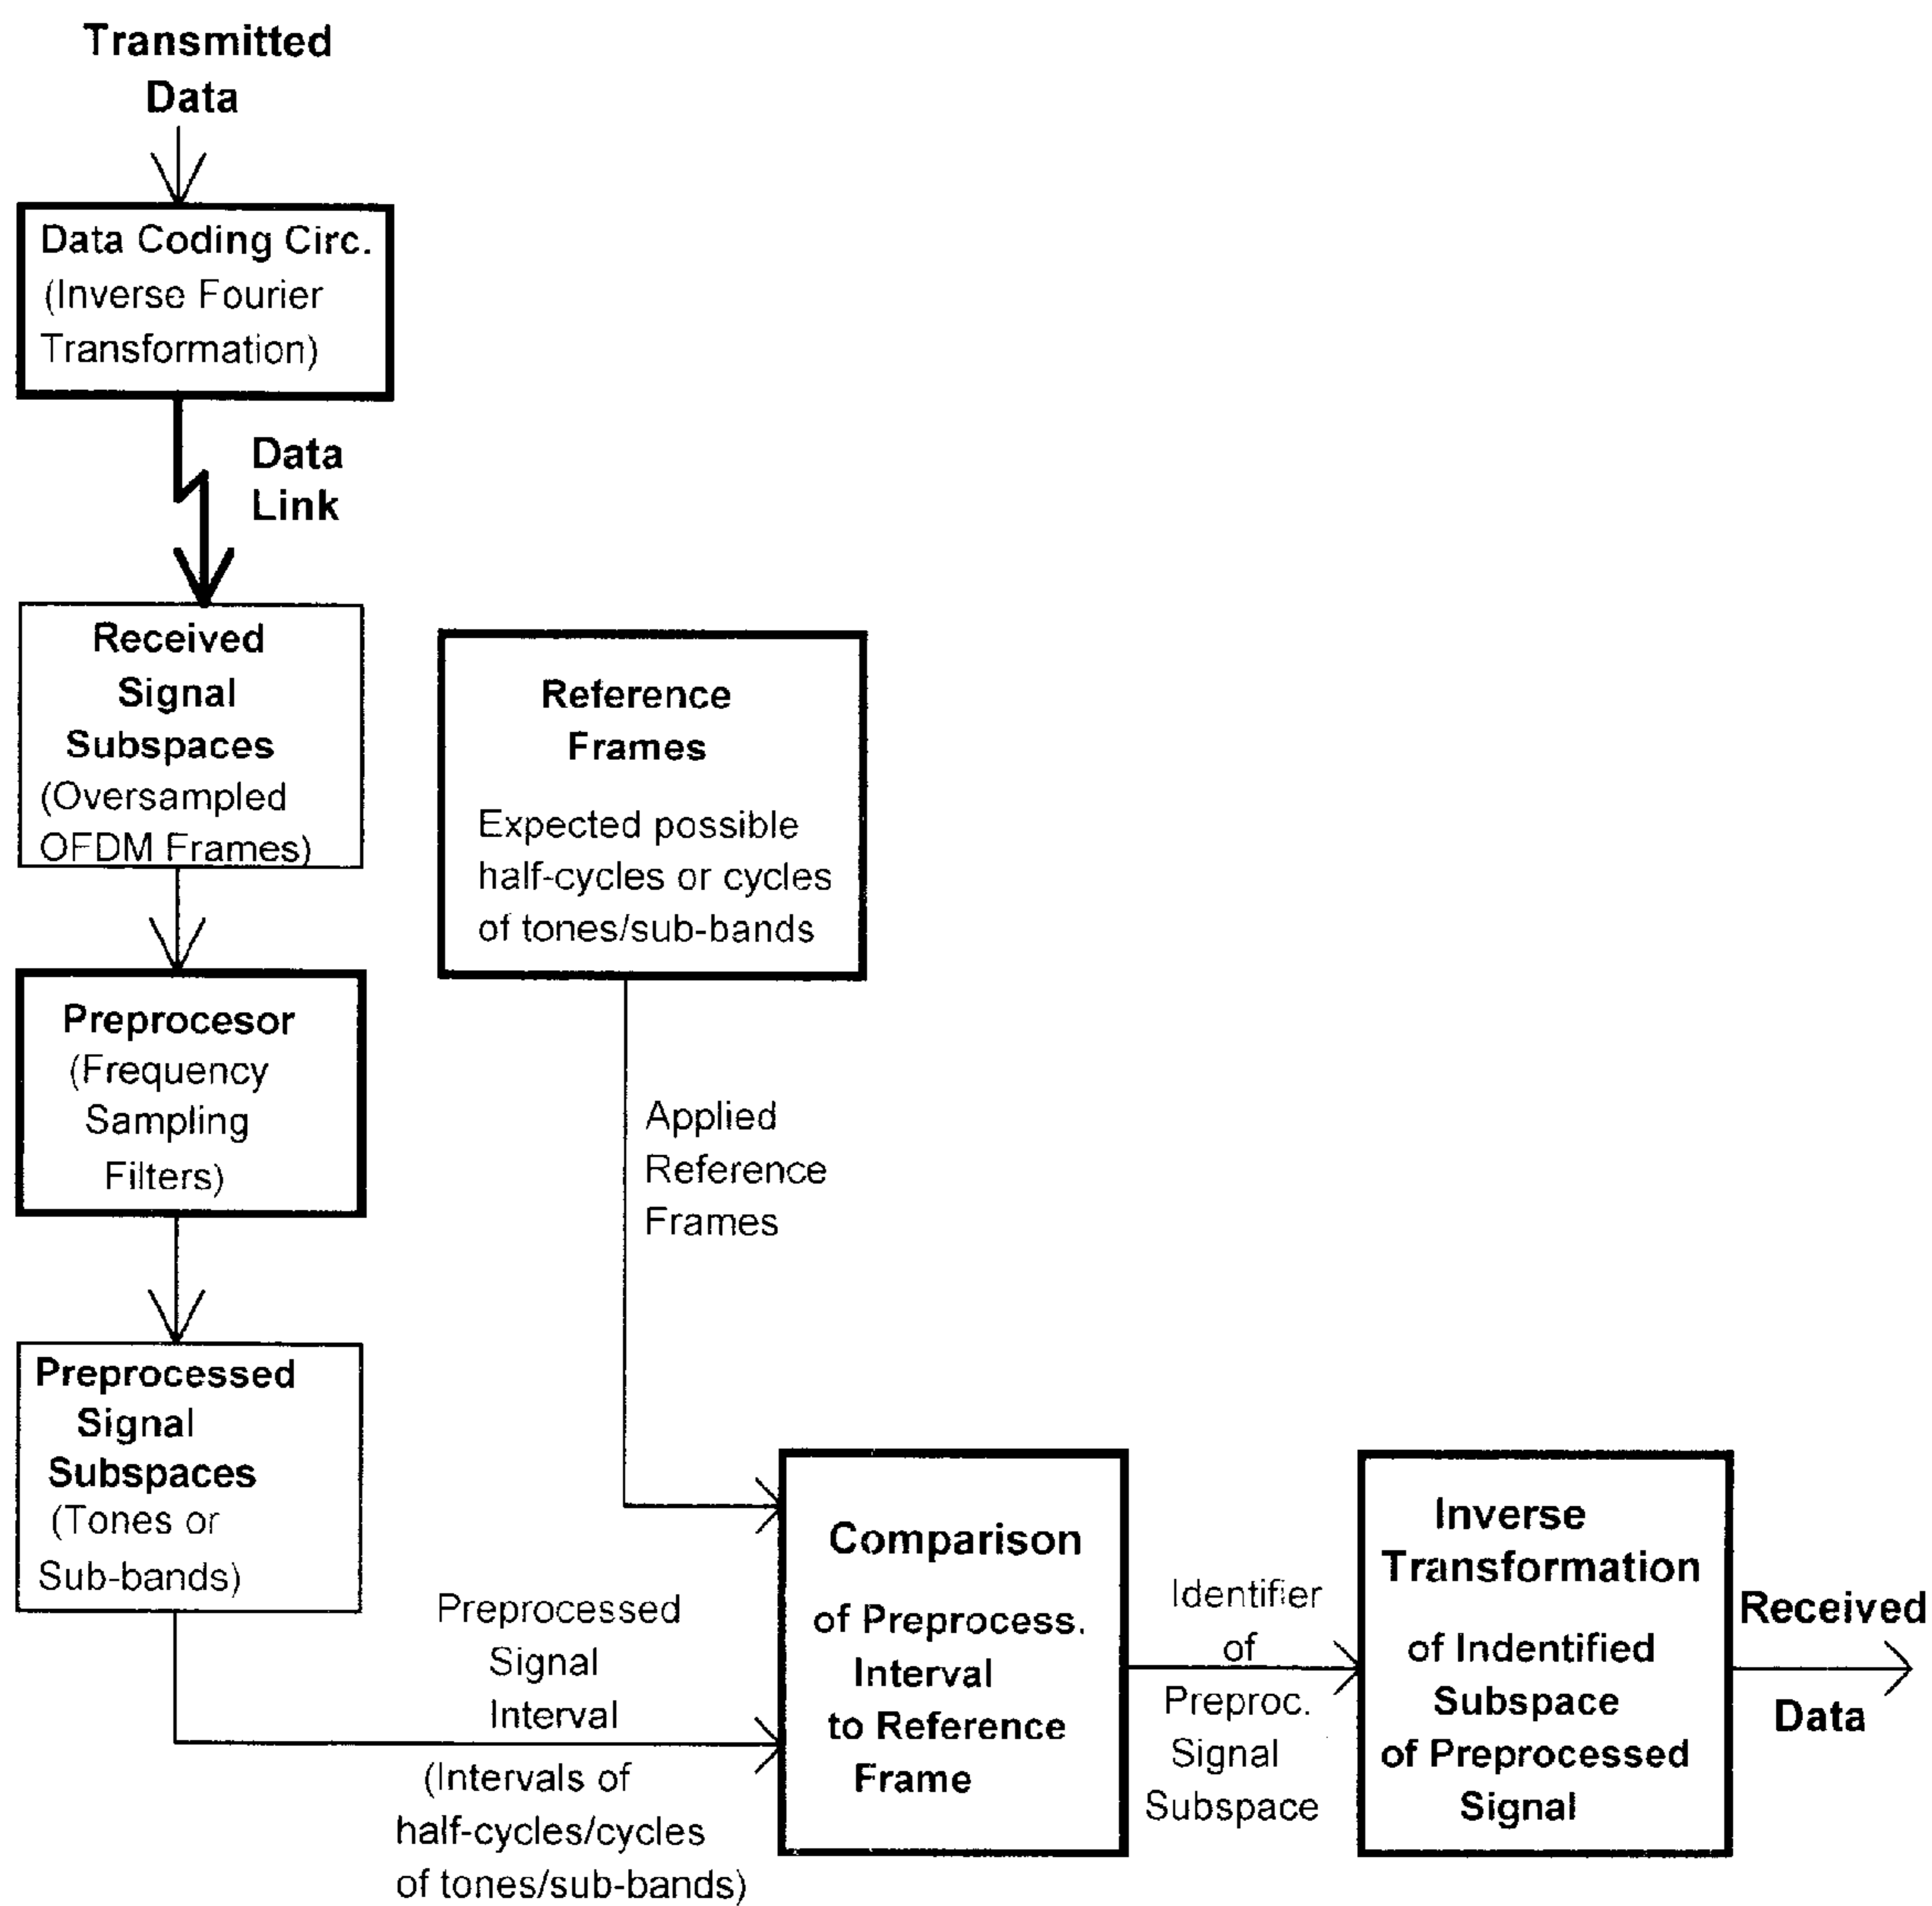 Transmitted
Data
Data Coding Circ.
(Inverse Fourier
Transformation)
Data
Link
Received
Signal
Subspaces
(Oversampled
OFDM Frames)
Reference
Frames
Expected possible
half-cycles or cycles
of tones/sub-bands
Preprocesor
(Frequency
Sampling
Filters)
Applied
Reference
Frames
Preprocessed
Signal
Subspaces
(Tones or
Sub-bands)
Preprocessed
Signal
Interval
(Intervals of
half-cycles/cycles
of tones/sub-bands)
Comparison
of Preprocess.
Interval
to Reference
Frame
Identifier
of
Preproc.
Signal
Subspace
Inverse
Transformation
of Indentified
Subspace
of Preprocessed
Signal
Received
Data